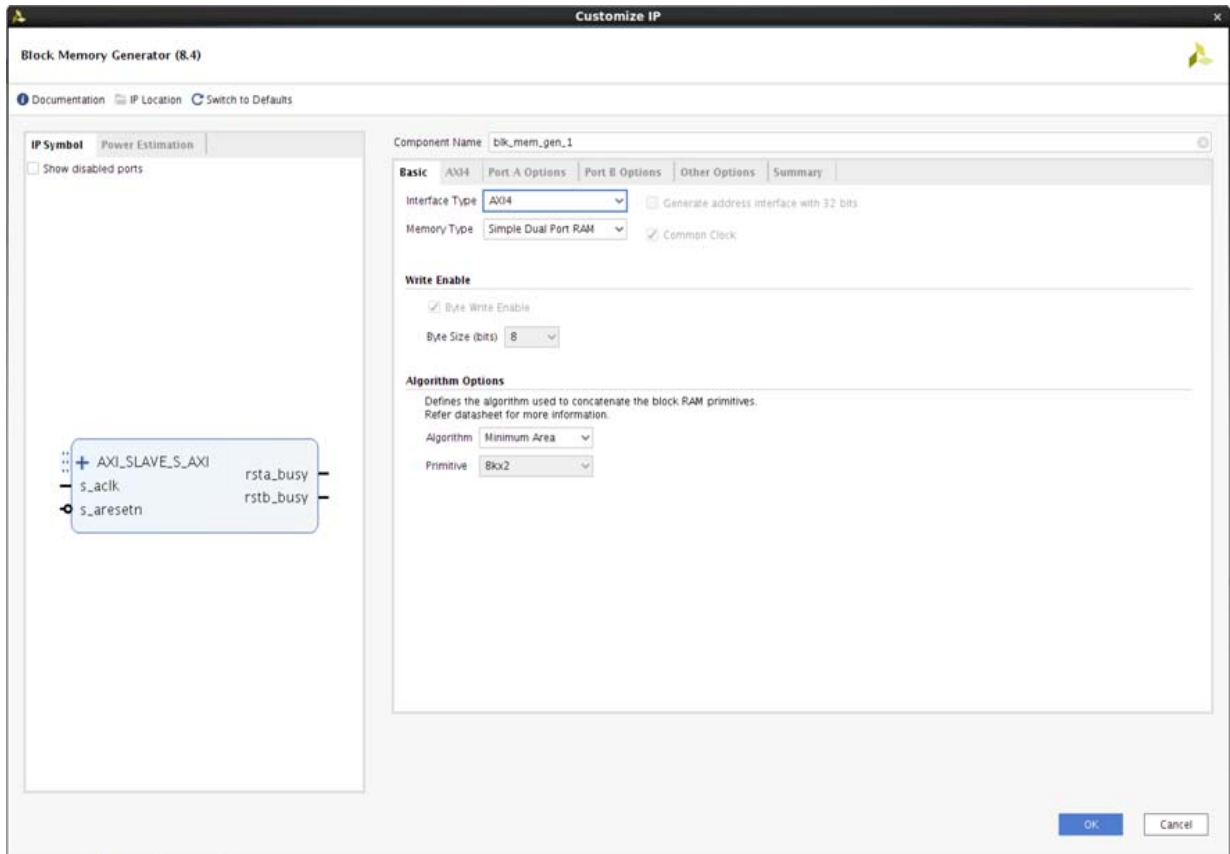 Customize IP
Block Memory Generator (8.4)
Documentation IP Location Switch to Defaults
IP Symbol Power Estimation
Show disabled ports
AXI_SLAVE_S_AXI
s_aclk
s_aresetn
rsta_busy
rstb_busy
Component Name blk_mem_gen_1
Basic AXI4 Port A Options Port B Options Other Options Summary
Interface Type AXI4 Generate address interface with 32 bits
Memory Type Simple Dual Port RAM Common Clock
Write Enable
Byte Write Enable
Byte Size (bits) 8
Algorithm Options
Defines the algorithm used to concatenate the block RAM primitives.
Refer datasheet for more information.
Algorithm Minimum Area
Primitive 8kx2
OK Cancel